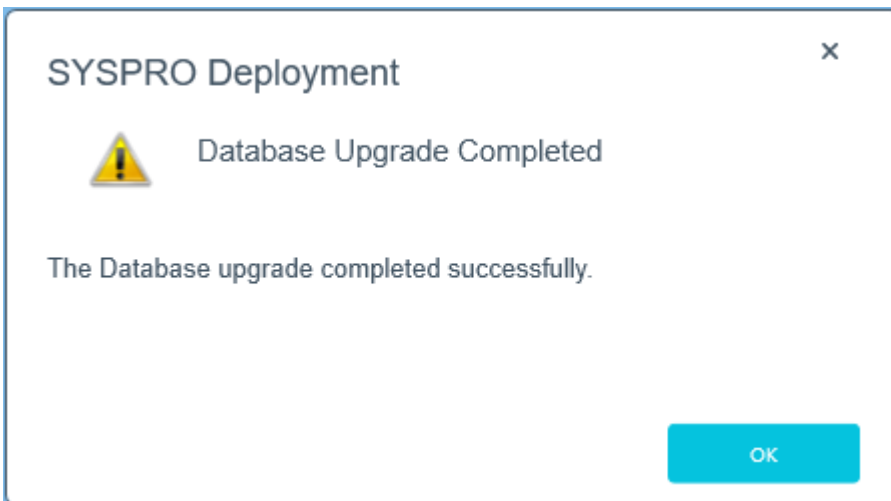 SYSPRO Deployment
Database Upgrade Completed
The Database upgrade completed successfully.
OK